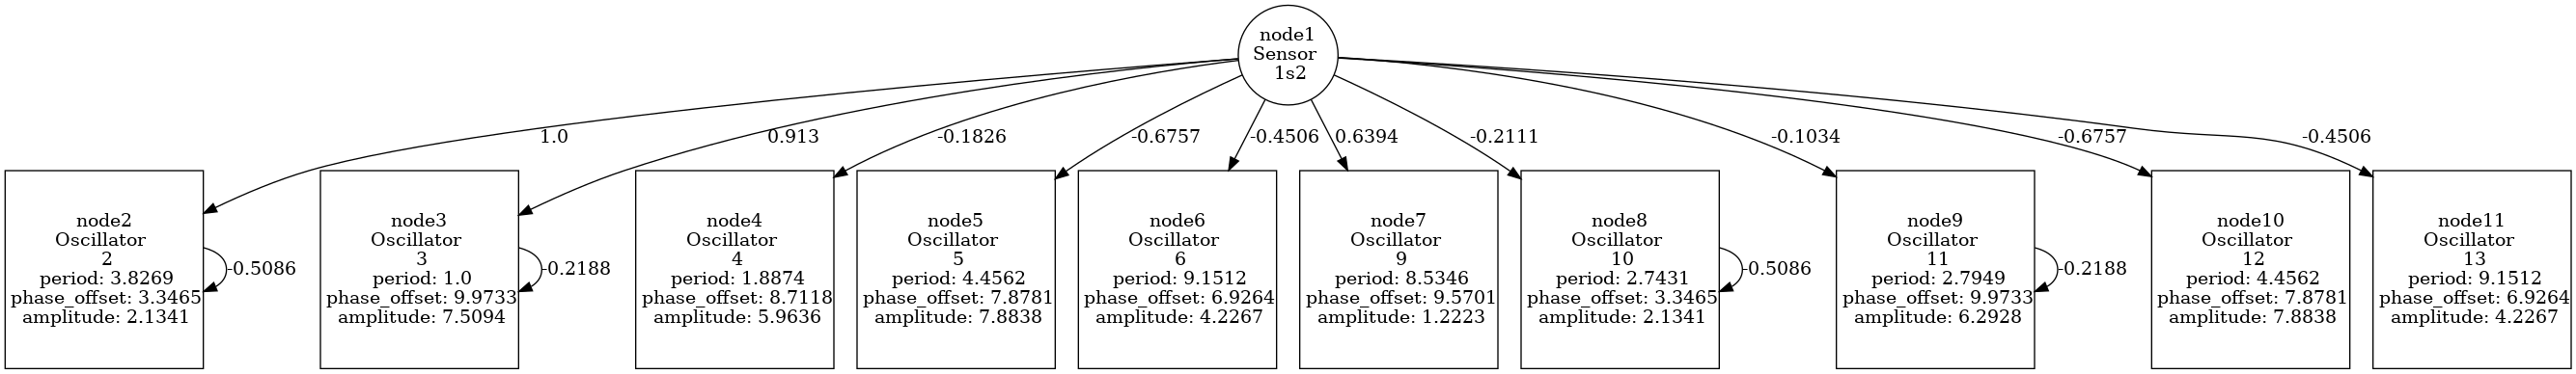 node1
Sensor
1s2
1.0
0.913
-0.1826
-0.6757
-0.4506
0.6394
-0.2111
-0.1034
-0.6757
-0.4506
node2
Oscillator
2
period: 3.8269
phase_offset: 3.3465
amplitude: 2.1341
-0.5086
node3
Oscillator
3
period: 1.0
phase_offset: 9.9733
amplitude: 7.5094
-0.2188
node4
Oscillator
4
period: 1.8874
phase_offset: 8.7118
amplitude: 5.9636
node5
Oscillator
5
period: 4.4562
phase_offset: 7.8781
amplitude: 7.8838
node6
Oscillator
6
period: 9.1512
phase_offset: 6.9264
amplitude: 4.2267
node7
Oscillator
9
period: 8.5346
phase_offset: 9.5701
amplitude: 1.2223
node8
Oscillator
10
period: 2.7431
phase_offset: 3.3465
amplitude: 2.1341
-0.5086
node9
Oscillator
11
period: 2.7949
phase_offset: 9.9733
amplitude: 6.2928
-0.2188
node10
Oscillator
12
period: 4.4562
phase_offset: 7.8781
amplitude: 7.8838
node11
Oscillator
13
period: 9.1512
phase_offset: 6.9264
amplitude: 4.2267